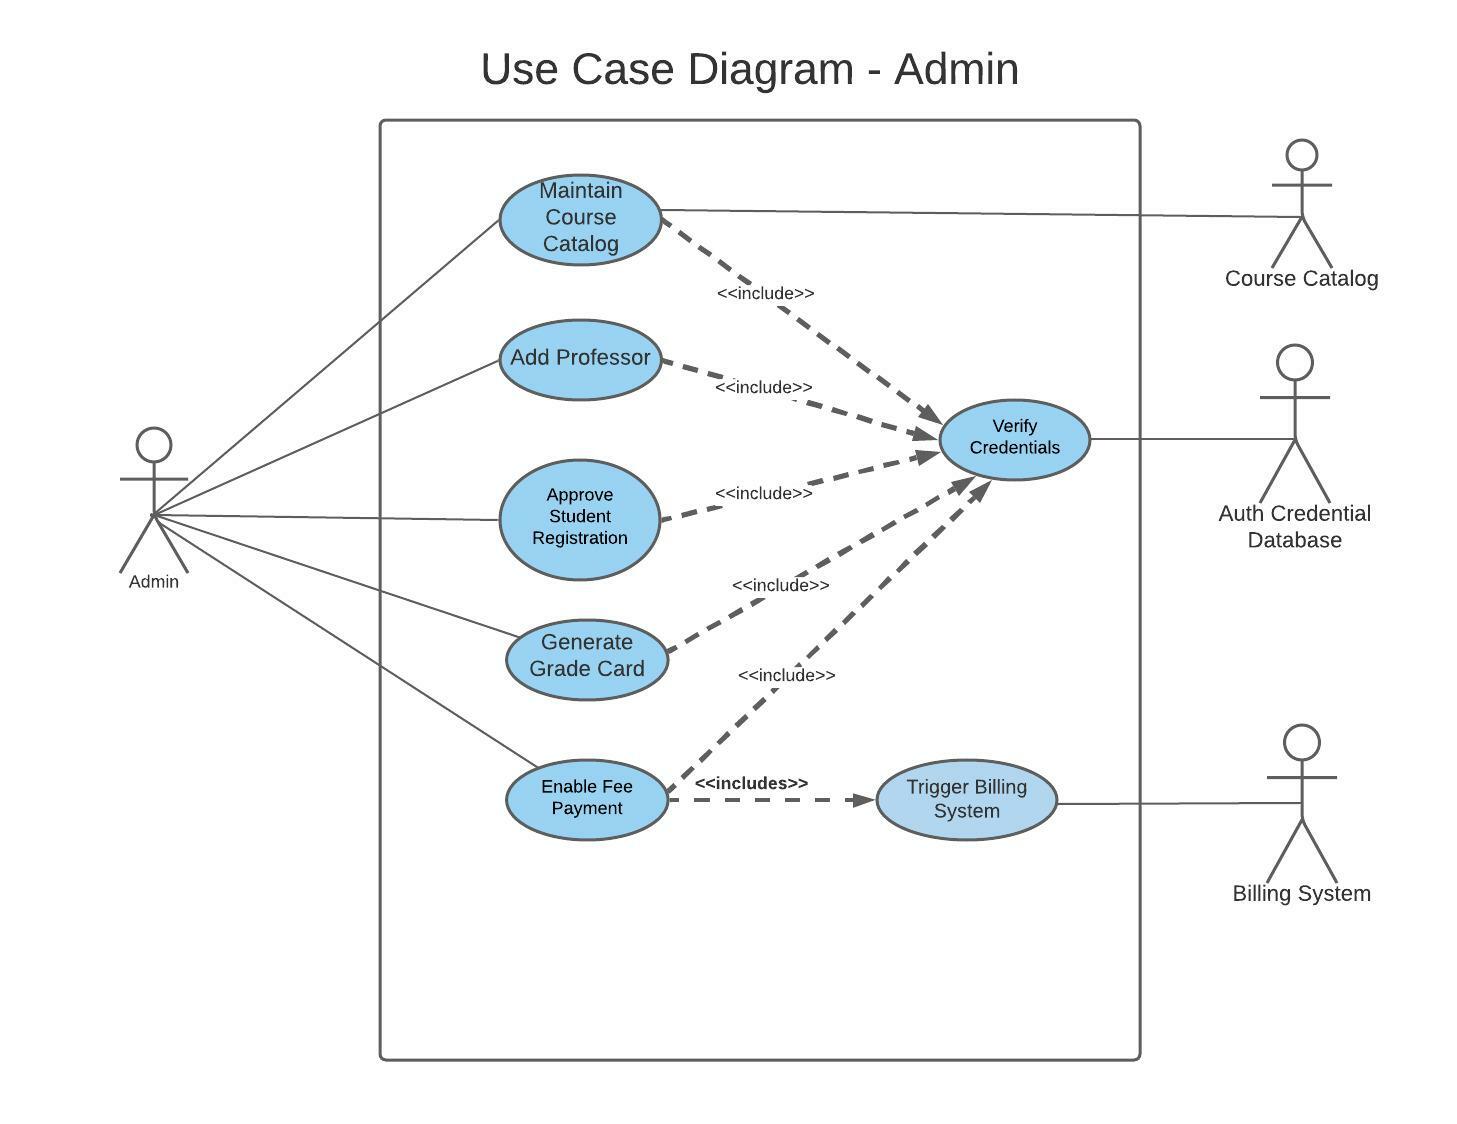 Use Case Diagram - Admin
Maintain
Course
Catalog
<<include>>
Course Catalog
Add Professor
<<include>>
Verify
Credentials
Approve
Student
Registration
<<include>>
Auth Credential
Database
Admin
<<include>>
Generate
Grade Card
<<include>>
Enable Fee
Payment
<<includes>>
Trigger Billing
System
Billing System